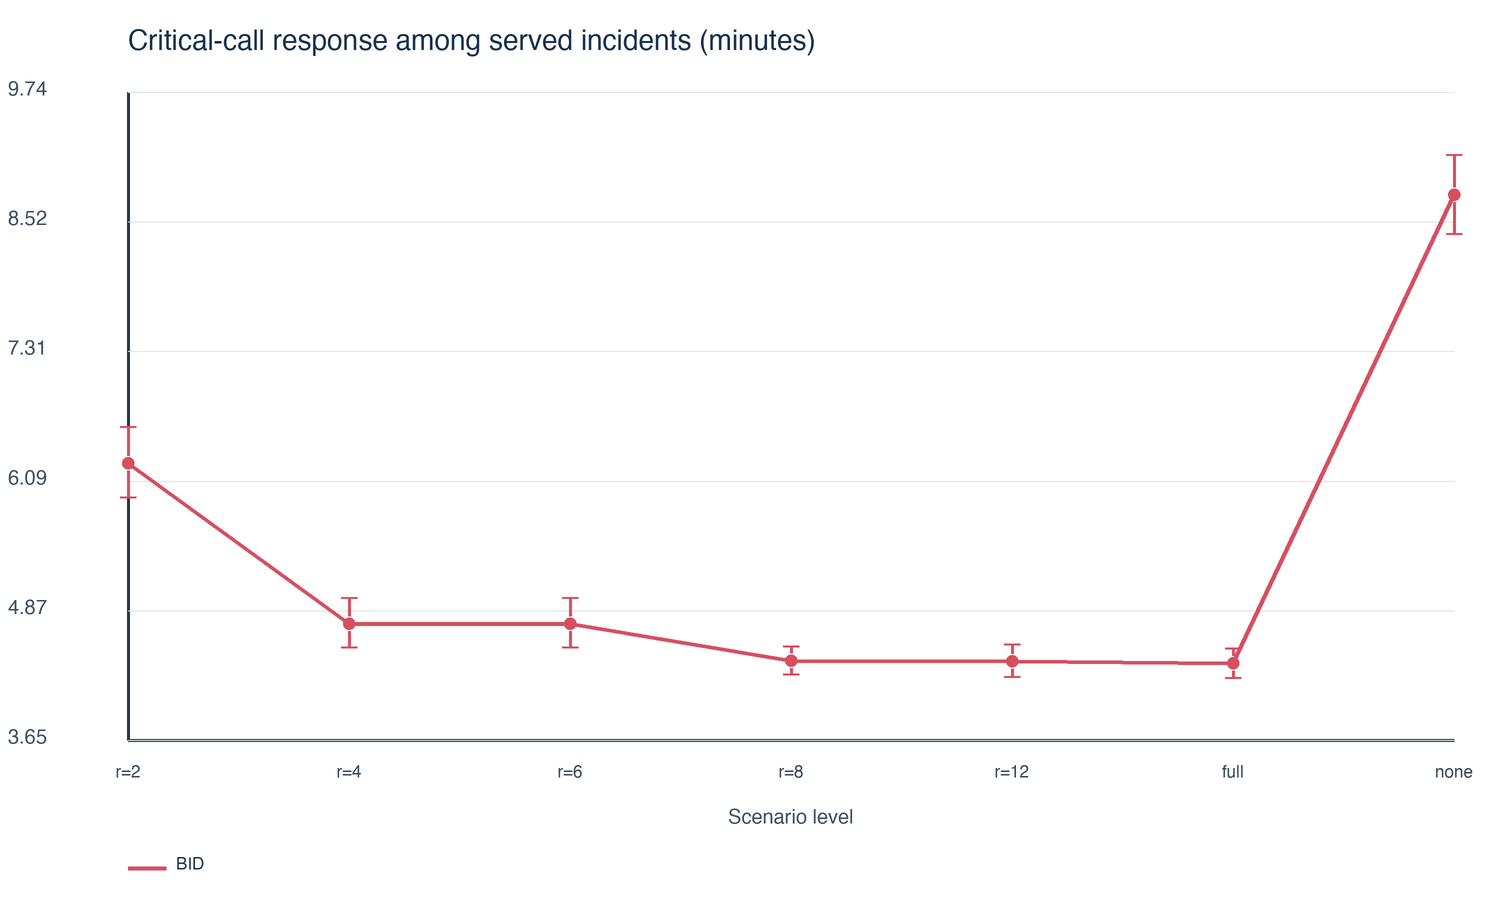 Critical-call response among served incidents (minutes)
9.74
8.52
7.31
6.09
4.87
3.65
r=2 r=4 r=6 r=8 r=12 full none
Scenario level
BID